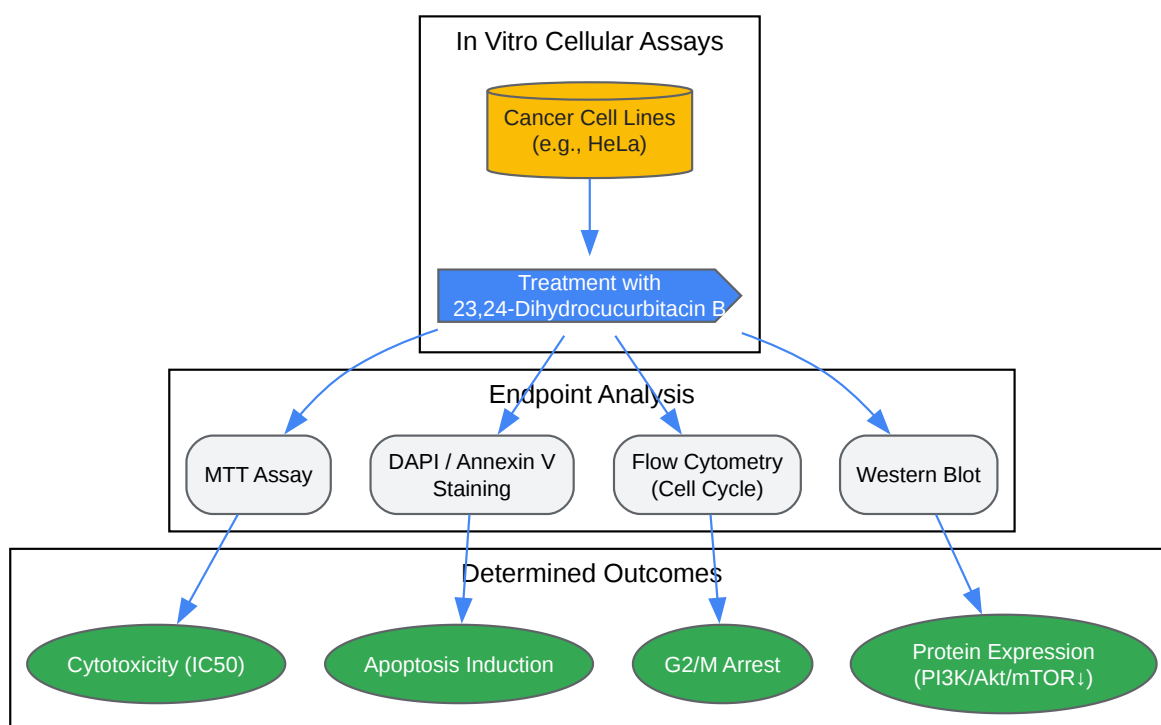 In Vitro Cellular Assays
Cancer Cell Lines
(e.g., HeLa)
Treatment with
23,24-Dihydrocucurbitacin B
Endpoint Analysis
MTT Assay
DAPI / Annexin V
Staining
Flow Cytometry
(Cell Cycle)
Western Blot
Determined Outcomes
Cytotoxicity (IC50)
Apoptosis Induction
G2/M Arrest
Protein Expression
(PI3K/Akt/mTOR↓)